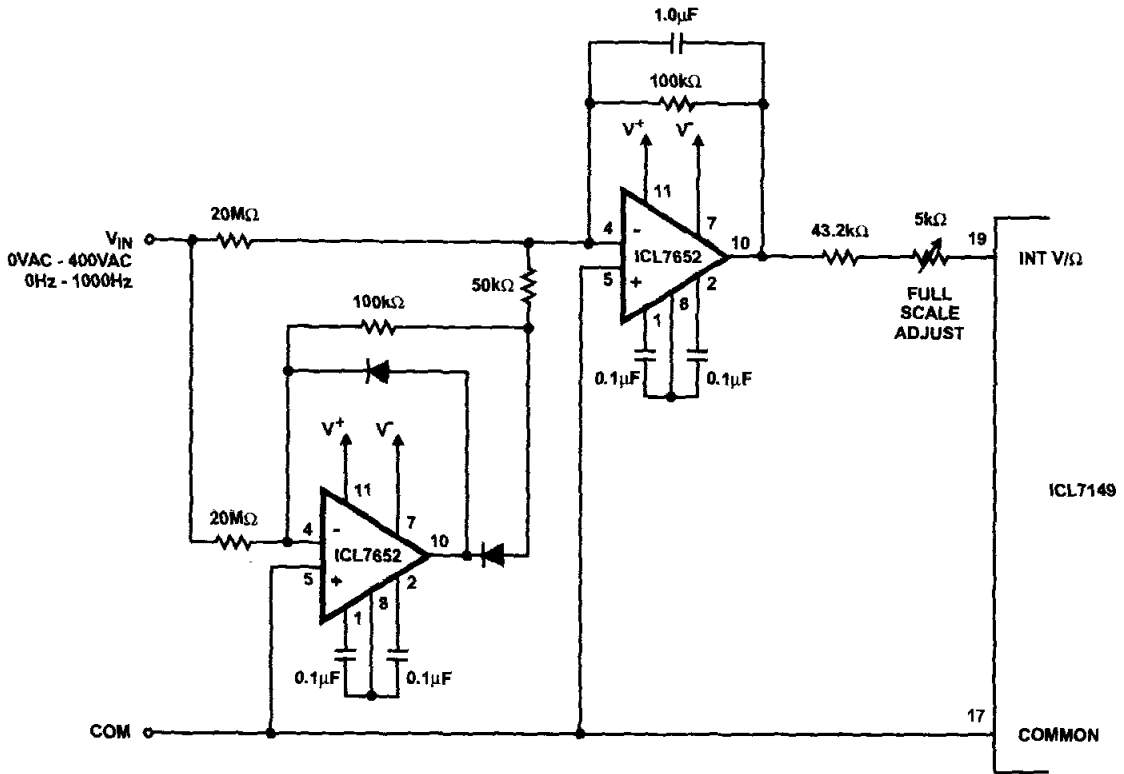 1.0µF
100kΩ
V+
V-
11
7
4
-
ICL7652
10
5
+
2
8
1
0.1µF
0.1µF
20MΩ
VIN
0VAC - 400VAC
0Hz - 1000Hz
50kΩ
100kΩ
43.2kΩ
5kΩ
FULL
SCALE
ADJUST
19
INT V/Ω
V+
V-
11
7
20MΩ
4
-
ICL7652
10
5
+
2
8
1
0.1µF
0.1µF
ICL7149
COM
17
COMMON